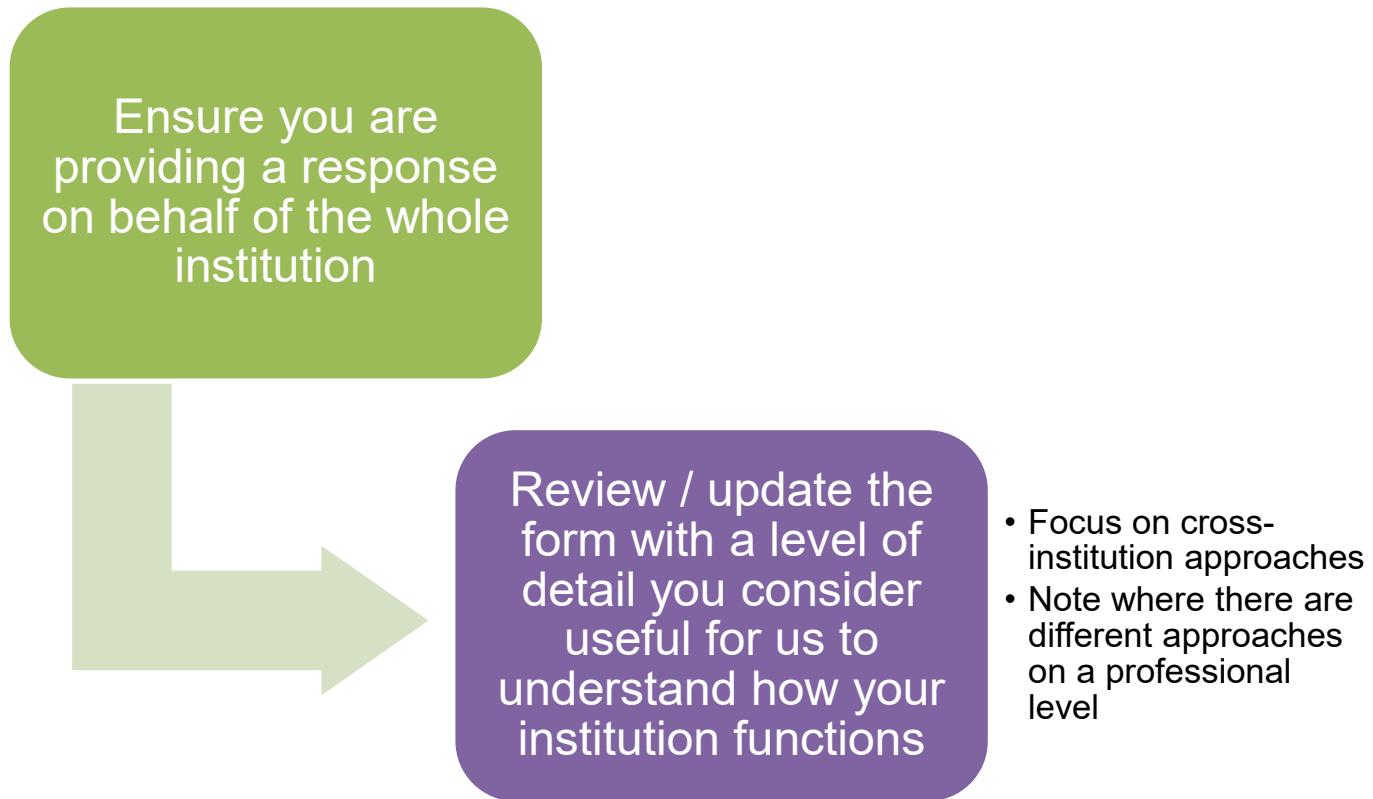 Ensure you are
providing a response
on behalf of the whole
institution
Review / update the
form with a level of
detail you consider
useful for us to
understand how your
institution functions
• Focus on cross-
institution approaches
• Note where there are
different approaches
on a professional
level